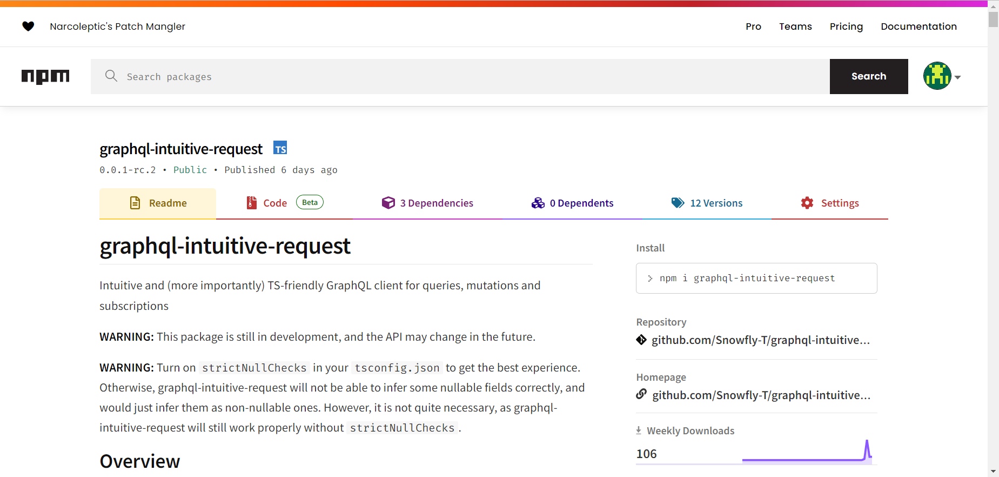 Narcoleptic's Patch Mangler
Pro Teams Pricing Documentation
npm
Search packages
Search
graphql-intuitive-request TS
0.0.1-rc.2 • Public • Published 6 days ago
Readme
Code Beta
3 Dependencies
0 Dependents
12 Versions
Settings
graphql-intuitive-request
Intuitive and (more importantly) TS-friendly GraphQL client for queries, mutations and
subscriptions
WARNING: This package is still in development, and the API may change in the future.
WARNING: Turn on strictNullChecks in your tsconfig.json to get the best experience.
Otherwise, graphql-intuitive-request will not be able to infer some nullable fields correctly, and
would just infer them as non-nullable ones. However, it is not quite necessary, as graphql-
intuitive-request will still work properly without strictNullChecks.
Overview
Install
> npm i graphql-intuitive-request
Repository
github.com/Snowfly-T/graphql-intuitive...
Homepage
github.com/Snowfly-T/graphql-intuitive...
Weekly Downloads
106